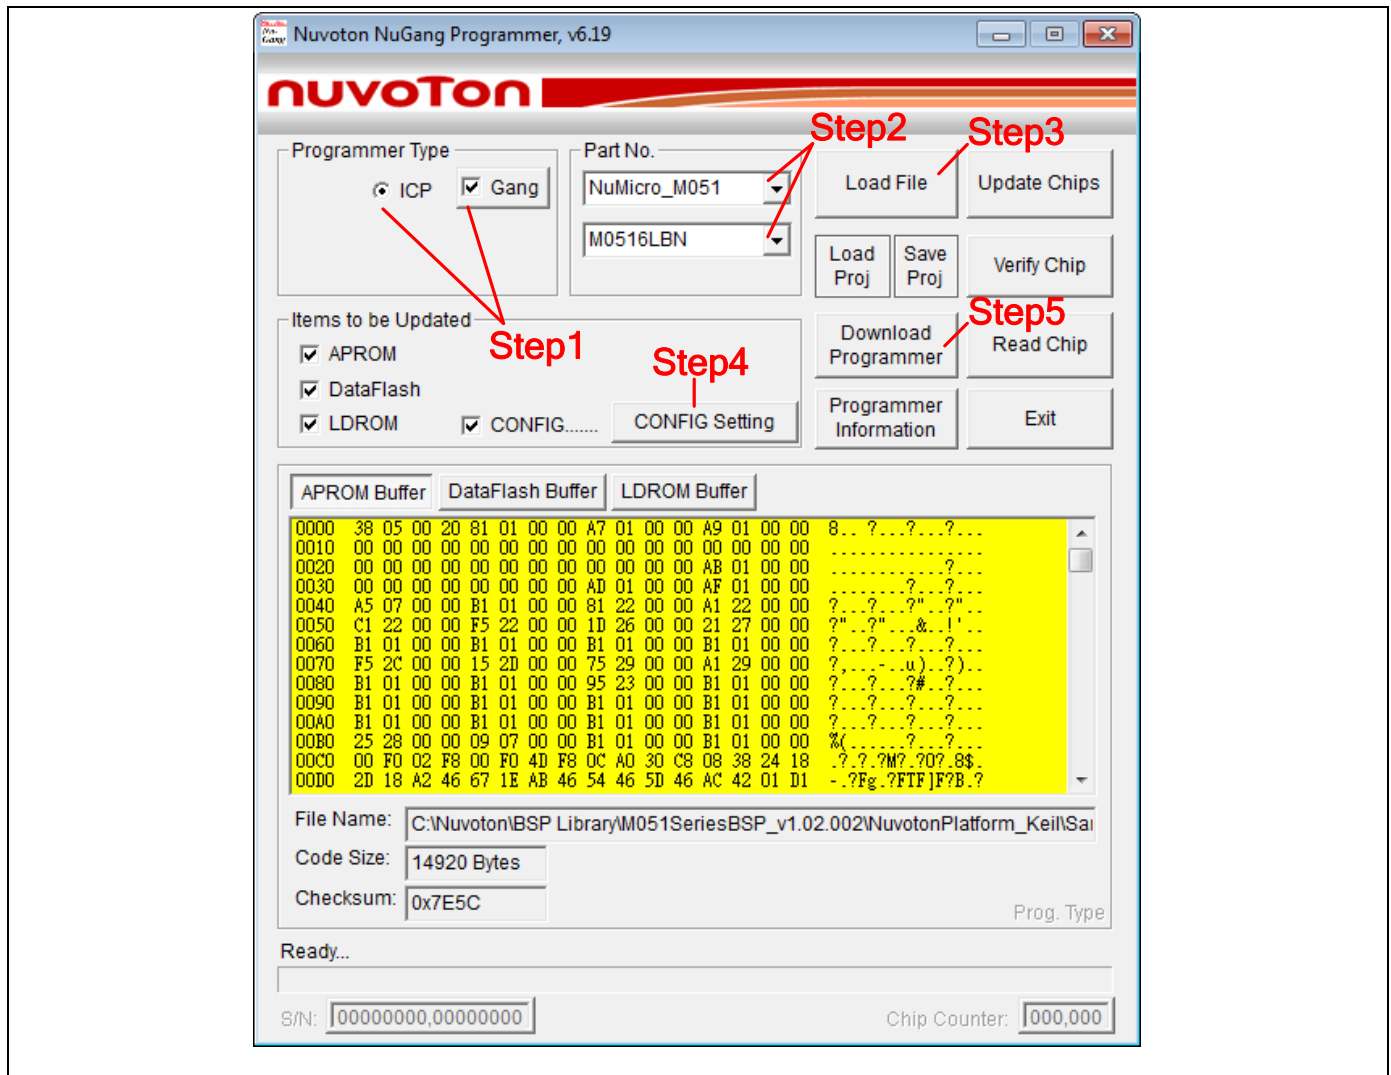 Nuvoton NuGang Programmer, v6.19
nuvoTon
Step2
Step3
Programmer Type
Part No.
ICP
Gang
NuMicro_M051
M0516LBN
Load File
Update Chips
Load Proj
Save Proj
Verify Chip
Step5
Items to be Updated
Step1
Step4
APROM
DataFlash
LDROM
CONFIG.......
CONFIG Setting
Download Programmer
Read Chip
Programmer Information
Exit
APROM Buffer
DataFlash Buffer
LDROM Buffer
0000 38 05 00 20 81 01 00 00 A7 01 00 00 A9 01 00 00 8.. ?...?...?...
0010 00 00 00 00 00 00 00 00 00 00 00 00 00 00 00 00 ................
0020 00 00 00 00 00 00 00 00 00 00 00 00 AB 01 00 00 ............?...
0030 00 00 00 00 00 00 00 00 AD 01 00 00 AF 01 00 00 ........?...?...
0040 A5 07 00 00 B1 01 00 00 81 22 00 00 A1 22 00 00 ?...?...?"..?"..
0050 C1 22 00 00 F5 22 00 00 1D 26 00 00 21 27 00 00 ?"..?"...&..!'..
0060 B1 01 00 00 B1 01 00 00 B1 01 00 00 B1 01 00 00 ?...?...?...?...
0070 F5 2C 00 00 15 2D 00 00 75 29 00 00 A1 29 00 00 ?,...-..u)..?)..
0080 B1 01 00 00 B1 01 00 00 95 23 00 00 B1 01 00 00 ?...?...?#..?...
0090 B1 01 00 00 B1 01 00 00 B1 01 00 00 B1 01 00 00 ?...?...?...?...
00A0 B1 01 00 00 B1 01 00 00 B1 01 00 00 B1 01 00 00 ?...?...?...?...
00B0 25 28 00 00 09 07 00 00 B1 01 00 00 B1 01 00 00 %(......?...?...
00C0 00 F0 02 F8 00 F0 4D F8 0C A0 30 C8 08 38 24 18 .?.?.?M?.?0?.8$.
00D0 2D 18 A2 46 67 1E AB 46 54 46 5D 46 AC 42 01 D1 -.?Fg.?FTF]F?B.?
File Name: C:\Nuvoton\BSP Library\M051SeriesBSP_v1.02.002\NuvotonPlatform_Keil\Sa
Code Size: 14920 Bytes
Checksum: 0x7E5C
Prog. Type
Ready...
S/N: 00000000,00000000
Chip Counter: 000,000